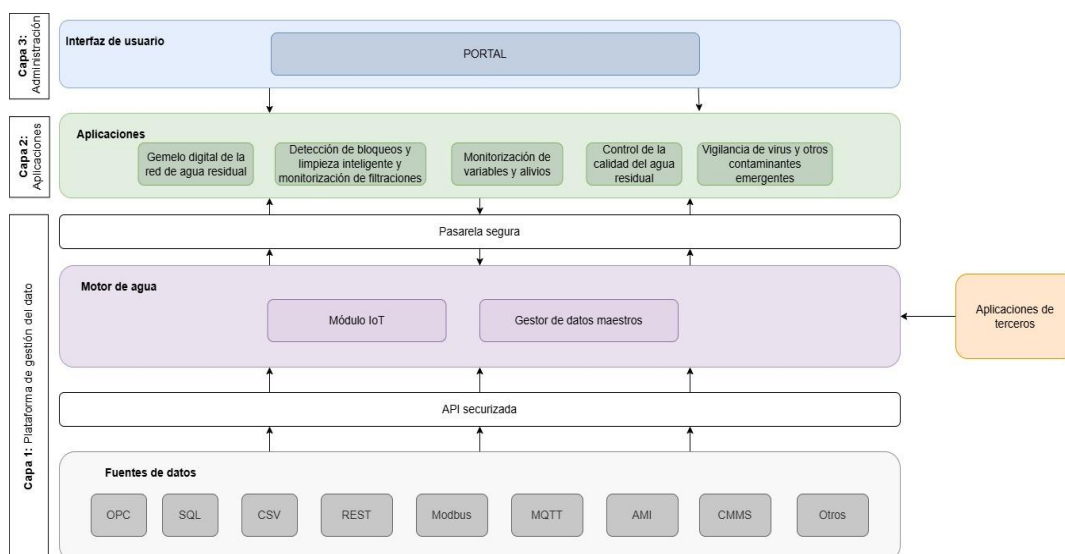 Capa 3:
Administración
Interfaz de usuario
PORTAL
Capa 2:
Aplicaciones
Aplicaciones
Gemelo digital de la
red de agua residual
Detección de bloqueos y
limpieza inteligente y
monitorización de filtraciones
Monitorización de
variables y alivios
Control de la
calidad del agua
residual
Vigilancia de virus y otros
contaminantes
emergentes
Capa 1: Plataforma de gestión del dato
Pasarela segura
Motor de agua
Módulo IoT
Gestor de datos maestros
Aplicaciones de
terceros
API securizada
Fuentes de datos
OPC
SQL
CSV
REST
Modbus
MQTT
AMI
CMMS
Otros